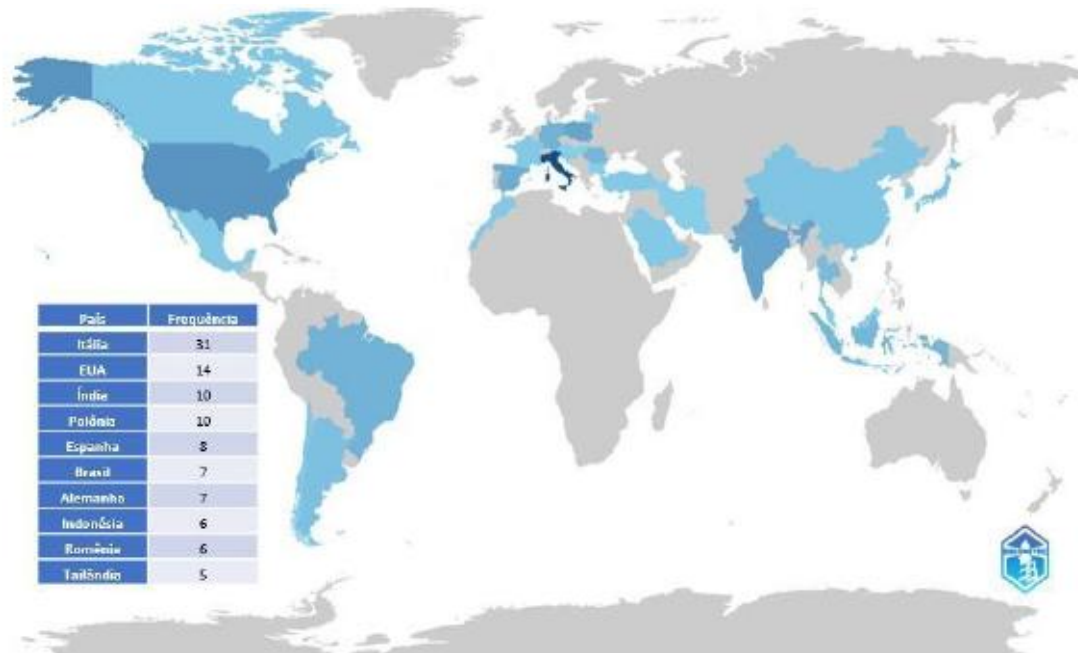 País Frequência
Itália 31
EUA 14
Índia 10
Polônia 10
Espanha 8
Brasil 7
Alemanha 7
Indonésia 6
Romênia 6
Tailândia 5